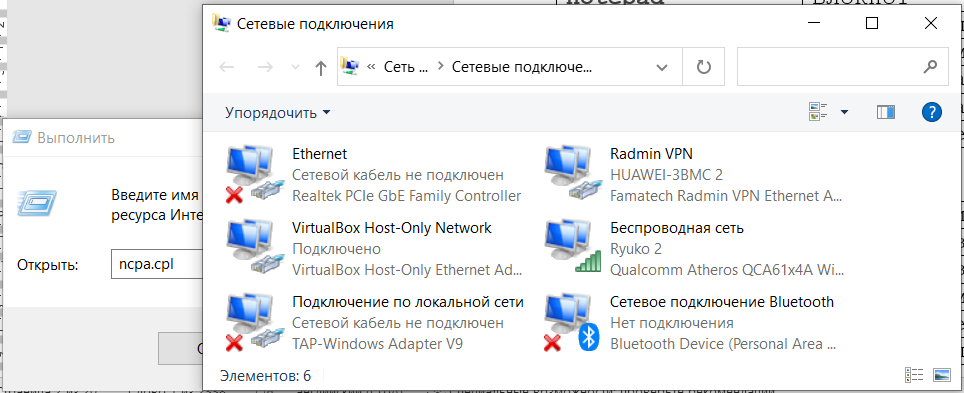 notepad
Блокнот
Сетевые подключения
« Сеть ... > Сетевые подключе...
Упорядочить
Выполнить
Введите имя
ресурса Инте
Открыть:
ncpa.cpl
Ethernet
Сетевой кабель не подключен
Realtek PCIe GbE Family Controller
Radmin VPN
HUAWEI-3BMC 2
Famatech Radmin VPN Ethernet A...
VirtualBox Host-Only Network
Подключено
VirtualBox Host-Only Ethernet Ad...
Беспроводная сеть
Ryuko 2
Qualcomm Atheros QCA61x4A Wi...
Подключение по локальной сети
Сетевой кабель не подключен
TAP-Windows Adapter V9
Сетевое подключение Bluetooth
Нет подключения
Bluetooth Device (Personal Area ...
Элементов: 6